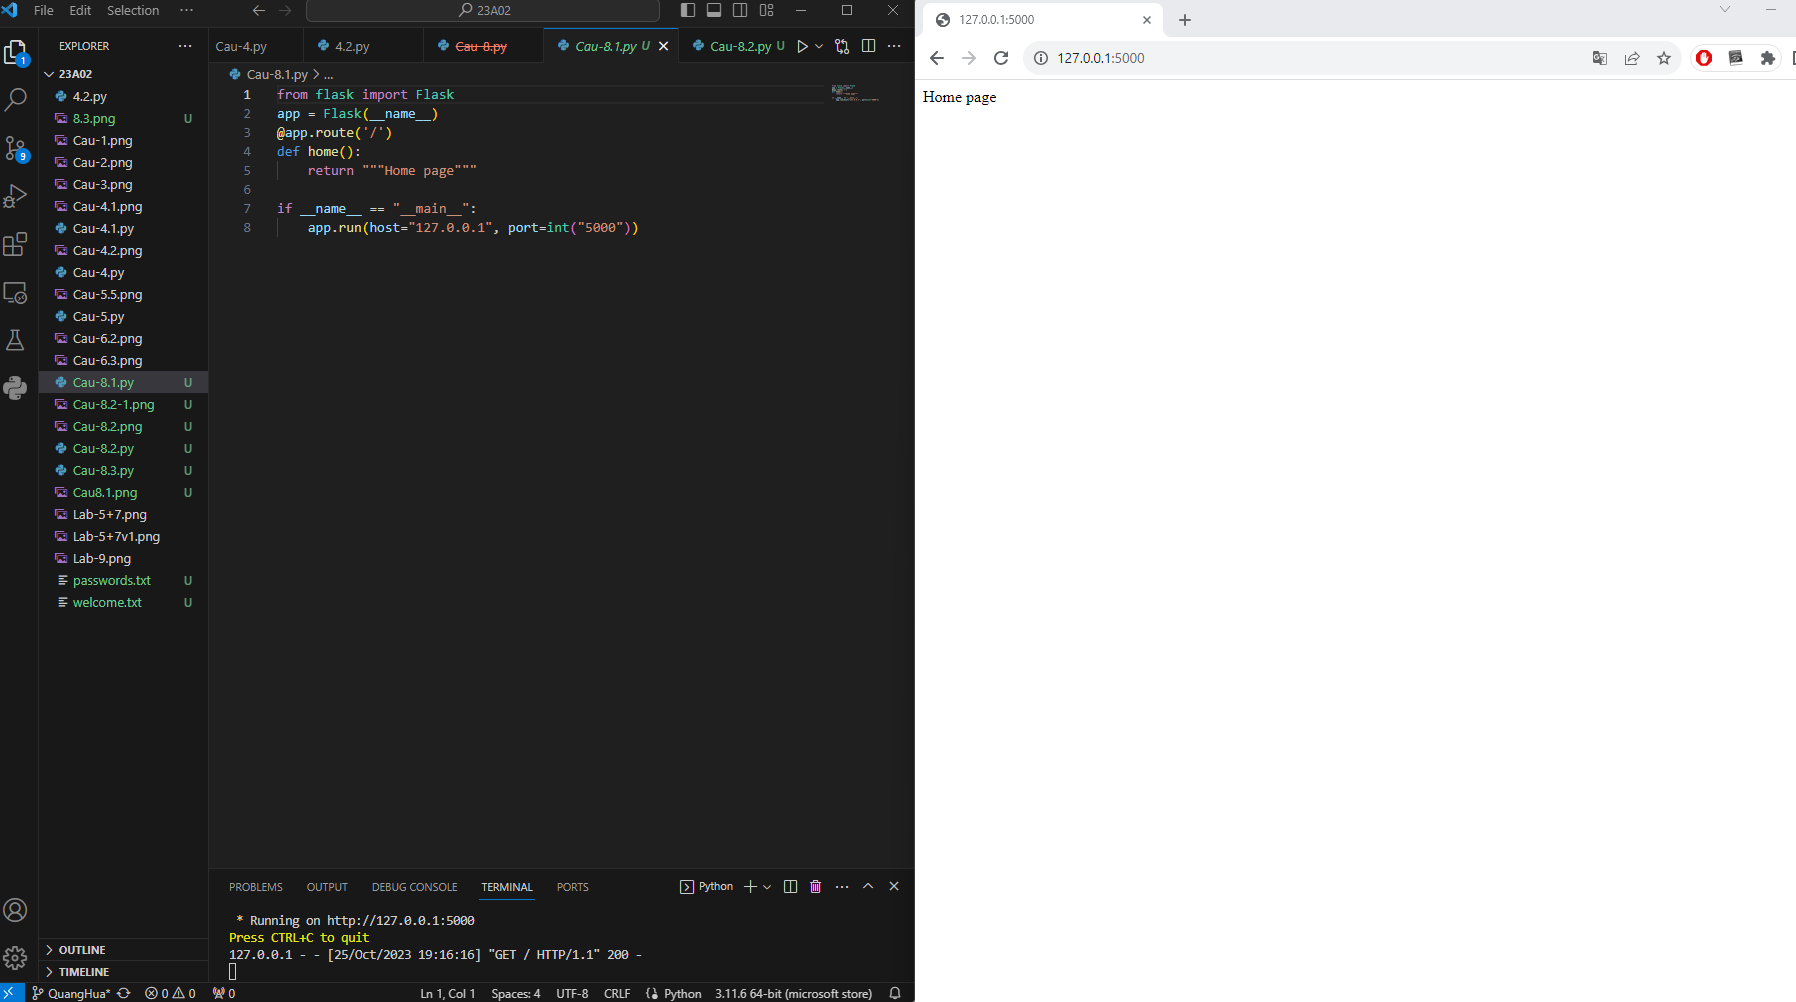 File Edit Selection ··· 23A02
EXPLORER ···
23A02
4.2.py
8.3.png U
Cau-1.png
Cau-2.png
Cau-3.png
Cau-4.1.png
Cau-4.1.py
Cau-4.2.png
Cau-4.py
Cau-5.5.png
Cau-5.py
Cau-6.2.png
Cau-6.3.png
Cau-8.1.py U
Cau-8.2-1.png U
Cau-8.2.png U
Cau-8.2.py U
Cau-8.3.py U
Cau8.1.png U
Lab-5+7.png
Lab-5+7v1.png
Lab-9.png
passwords.txt U
welcome.txt U
OUTLINE
TIMELINE
1
9
Cau-4.py 4.2.py Cau-8.py Cau-8.1.py U Cau-8.2.py U ···
Cau-8.1.py > ...
1 from flask import Flask
2 app = Flask(__name__)
3 @app.route('/')
4 def home():
5 return """Home page"""
6
7 if __name__ == "__main__":
8 app.run(host="127.0.0.1", port=int("5000"))
PROBLEMS OUTPUT DEBUG CONSOLE TERMINAL PORTS Python ···
* Running on http://127.0.0.1:5000
Press CTRL+C to quit
127.0.0.1 - - [25/Oct/2023 19:16:16] "GET / HTTP/1.1" 200 -
QuangHua* 0 0 0 Ln 1, Col 1 Spaces: 4 UTF-8 CRLF Python 3.11.6 64-bit (microsoft store)
127.0.0.1:5000
127.0.0.1:5000
Home page